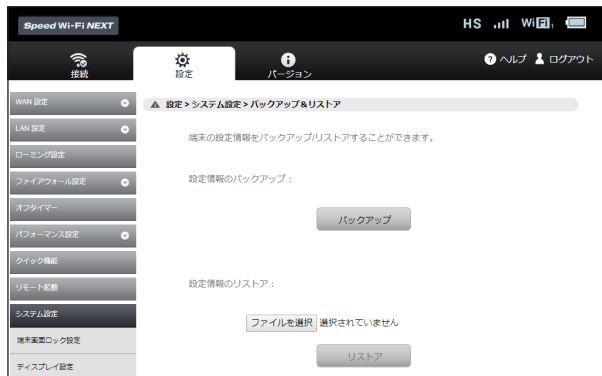 Speed Wi-Fi NEXT
HS WiFi
接続
設定
バージョン
ヘルプ
ログアウト
WAN 設定
LAN 設定
ローミング設定
ファイアウォール設定
オフタイマー
パフォーマンス設定
クイック機能
リモート起動
システム設定
端末画面ロック設定
ディスプレイ設定
設定 > システム設定 > バックアップ&リストア
端末の設定情報をバックアップ/リストアすることができます。
設定情報のバックアップ：
バックアップ
設定情報のリストア：
ファイルを選択 選択されていません
リストア